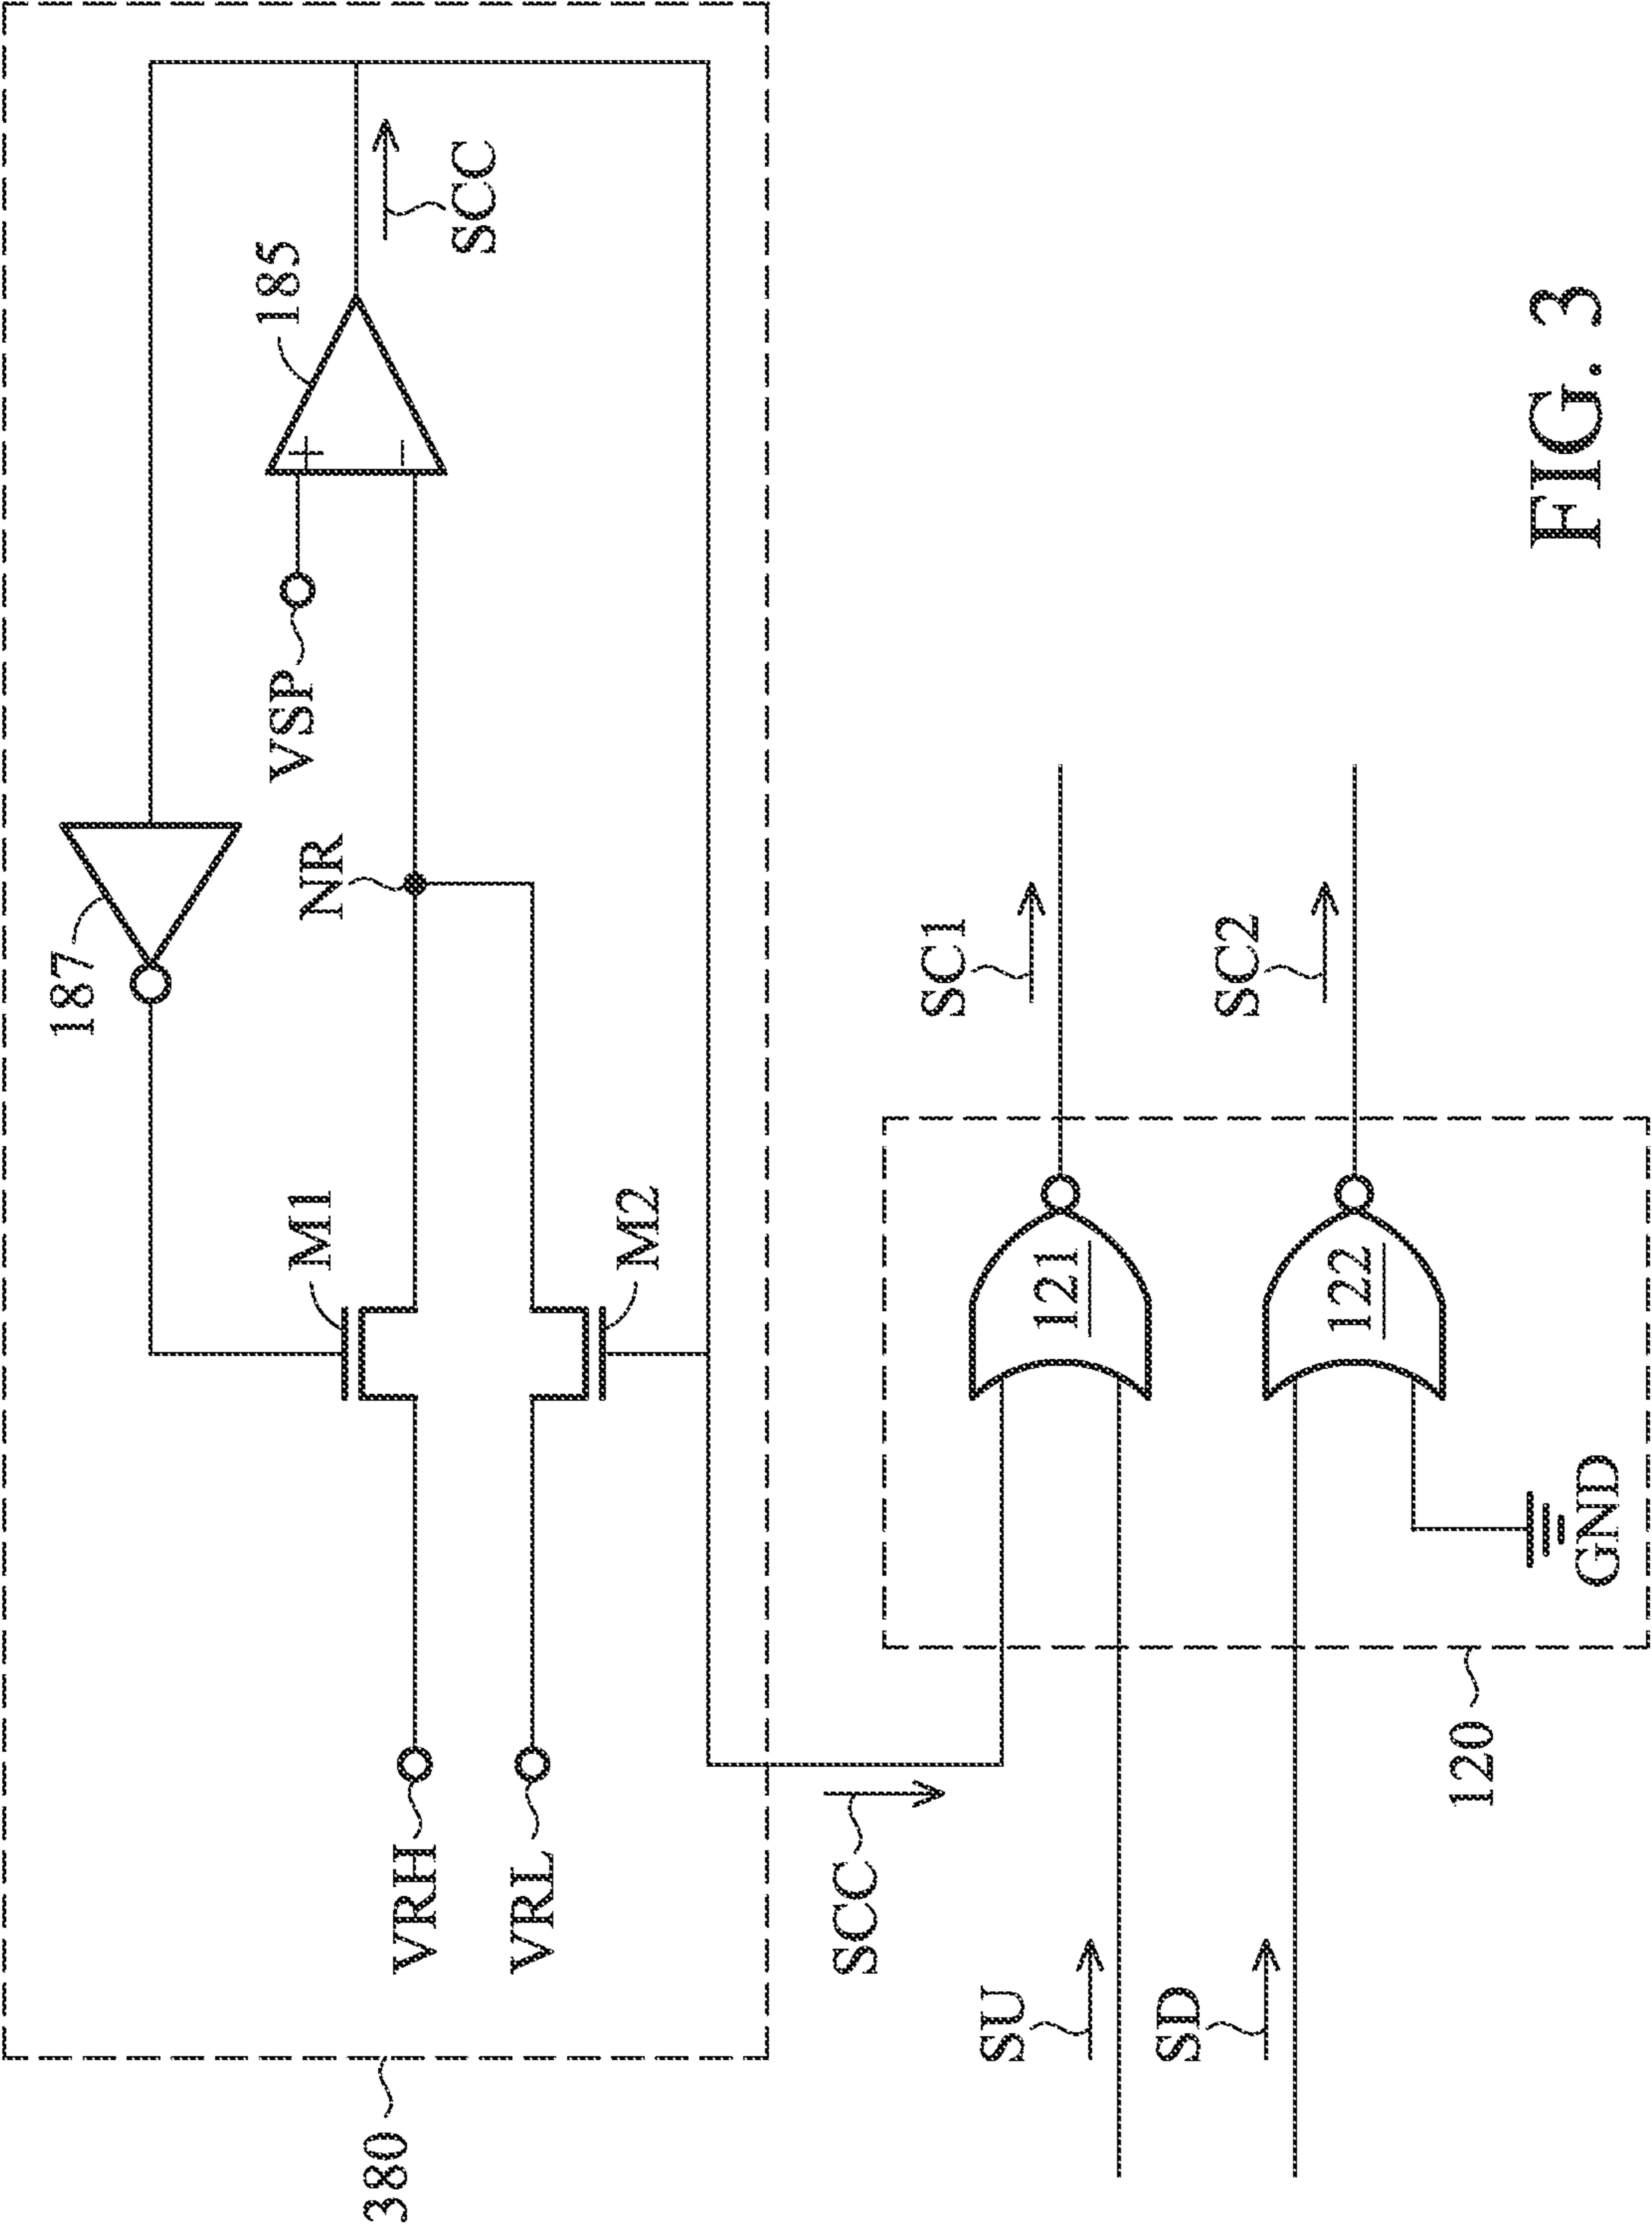 380
187
185
VSP
NR
SCC
M1
VRH
VRL
M2
SCC
SU
SD
SC1
121
SC2
122
GND
120
FIG. 3